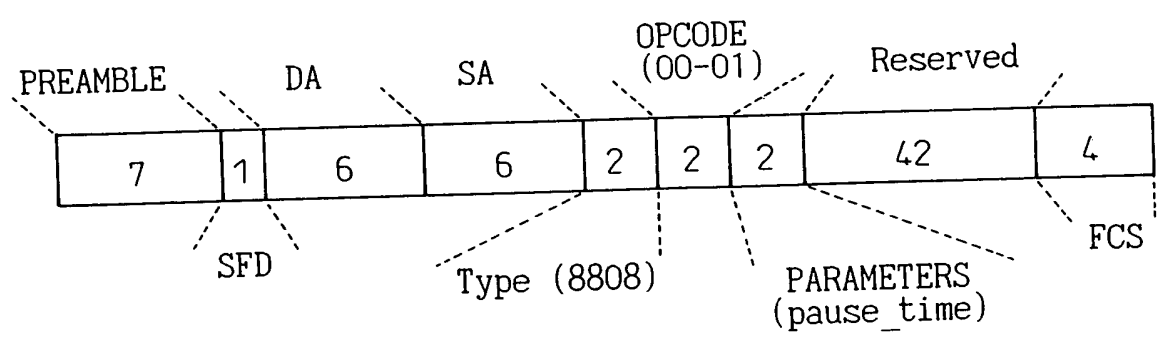 OPCODE
(00-01)
PREAMBLE DA SA Reserved
7 1 6 6 2 2 2 42 4
SFD Type (8808) PARAMETERS FCS
(pause_time)